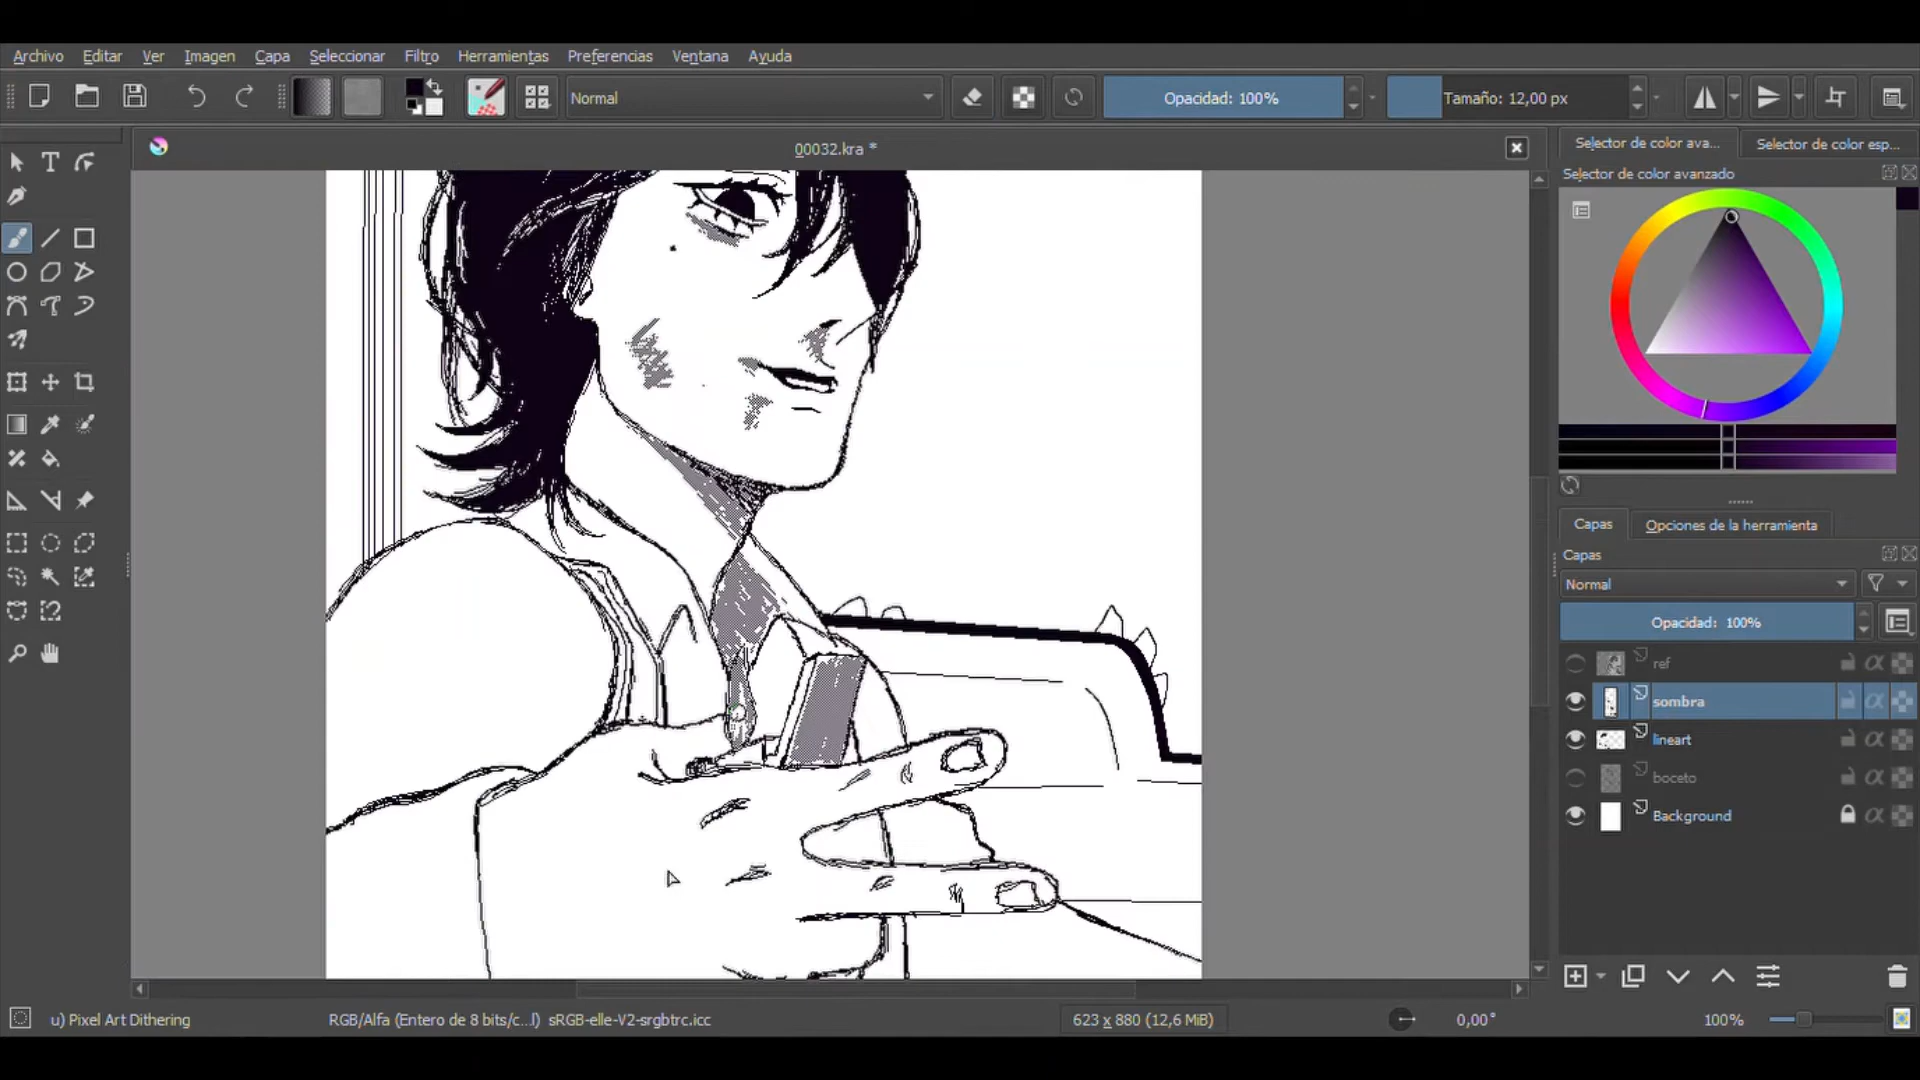 Archivo Editar Ver Imagen Capa Seleccionar Filtro Herramientas Preferencias Ventana Ayuda
Normal Opacidad: 100% Tamaño: 12,00 px
00032.kra *
Selector de color ava... Selector de color esp...
Selector de color avanzado
Capas Opciones de la herramienta
Capas
Normal
Opacidad: 100%
ref
sombra
lineart
boceto
Background
u) Pixel Art Dithering RGB/Alfa (Entero de 8 bits/c...l) sRGB-elle-V2-srgbtrc.icc 623 x 880 (12,6 MiB) 0,00° 100%